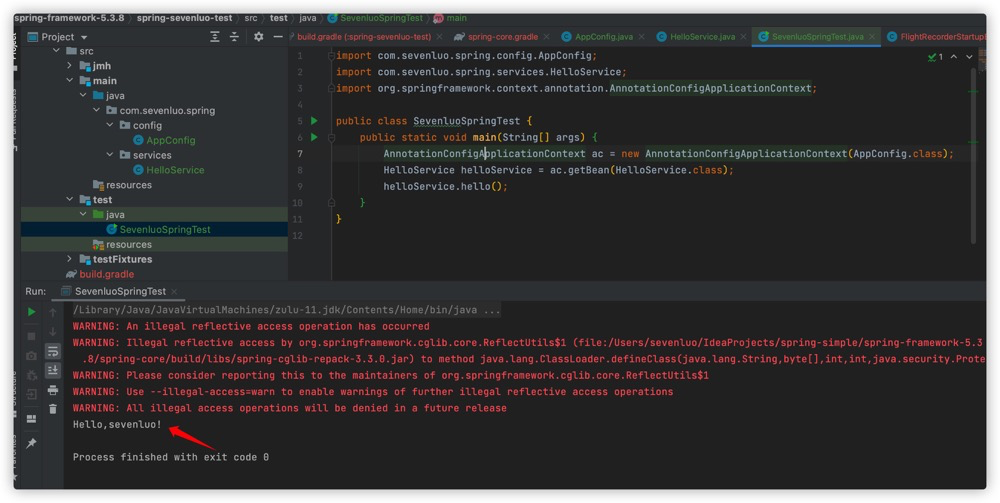 spring-framework-5.3.8 spring-sevenluo-test src test java SevenluoSpringTest main
Project
build.gradle (:spring-sevenluo-test) spring-core.gradle AppConfig.java HelloService.java SevenluoSpringTest.java FlightRecorderStartupE
src
jmh
main
java
com.sevenluo.spring
config
AppConfig
services
HelloService
resources
test
java
SevenluoSpringTest
resources
testFixtures
build.gradle
1
1 import com.sevenluo.spring.config.AppConfig;
2 import com.sevenluo.spring.services.HelloService;
3 import org.springframework.context.annotation.AnnotationConfigApplicationContext;
4
5 public class SevenluoSpringTest {
6 public static void main(String[] args) {
7 AnnotationConfigApplicationContext ac = new AnnotationConfigApplicationContext(AppConfig.class);
8 HelloService helloService = ac.getBean(HelloService.class);
9 helloService.hello();
10 }
11 }
12
Run: SevenluoSpringTest
/Library/Java/JavaVirtualMachines/zulu-11.jdk/Contents/Home/bin/java ...
WARNING: An illegal reflective access operation has occurred
WARNING: Illegal reflective access by org.springframework.cglib.core.ReflectUtils$1 (file:/Users/sevenluo/IdeaProjects/spring-simple/spring-framework-5.3
.8/spring-core/build/libs/spring-cglib-repack-3.3.0.jar) to method java.lang.ClassLoader.defineClass(java.lang.String,byte[],int,int,java.security.Prote
WARNING: Please consider reporting this to the maintainers of org.springframework.cglib.core.ReflectUtils$1
WARNING: Use --illegal-access=warn to enable warnings of further illegal reflective access operations
WARNING: All illegal access operations will be denied in a future release
Hello,sevenluo!
Process finished with exit code 0